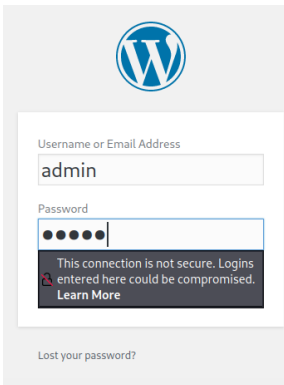 Username or Email Address
admin
Password
●●●●●
This connection is not secure. Logins
entered here could be compromised.
Learn More
Lost your password?